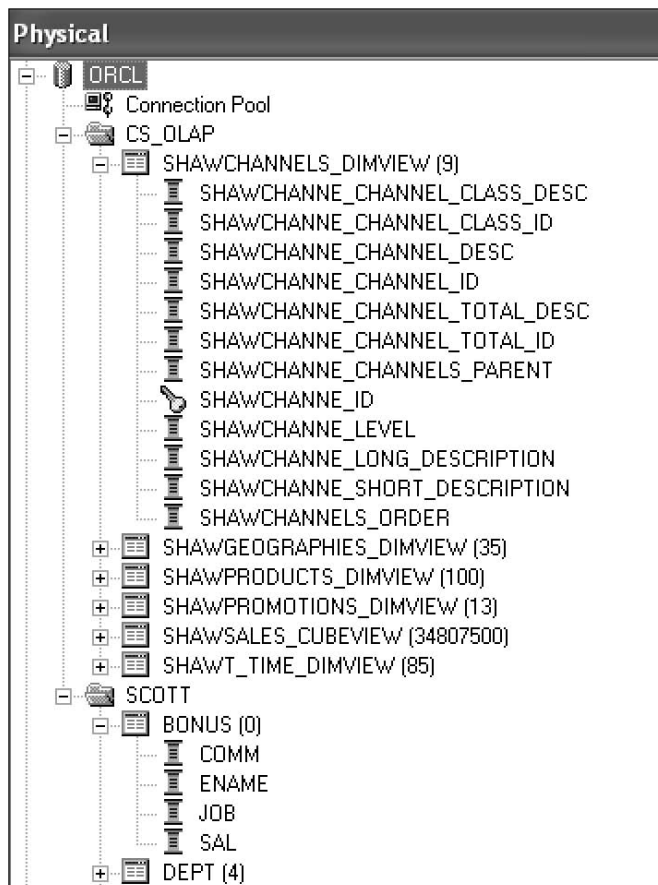 Physical
ORCL
Connection Pool
CS_OLAP
SHAWCHANNELS_DIMVIEW (9)
SHAWCHANNE_CHANNEL_CLASS_DESC
SHAWCHANNE_CHANNEL_CLASS_ID
SHAWCHANNE_CHANNEL_DESC
SHAWCHANNE_CHANNEL_ID
SHAWCHANNE_CHANNEL_TOTAL_DESC
SHAWCHANNE_CHANNEL_TOTAL_ID
SHAWCHANNE_CHANNELS_PARENT
SHAWCHANNE_ID
SHAWCHANNE_LEVEL
SHAWCHANNE_LONG_DESCRIPTION
SHAWCHANNE_SHORT_DESCRIPTION
SHAWCHANNELS_ORDER
SHAWGEOGRAPHIES_DIMVIEW (35)
SHAWPRODUCTS_DIMVIEW (100)
SHAWPROMOTIONS_DIMVIEW (13)
SHAWSALES_CUBEVIEW (34807500)
SHAWT_TIME_DIMVIEW (85)
SCOTT
BONUS (0)
COMM
ENAME
JOB
SAL
DEPT (4)